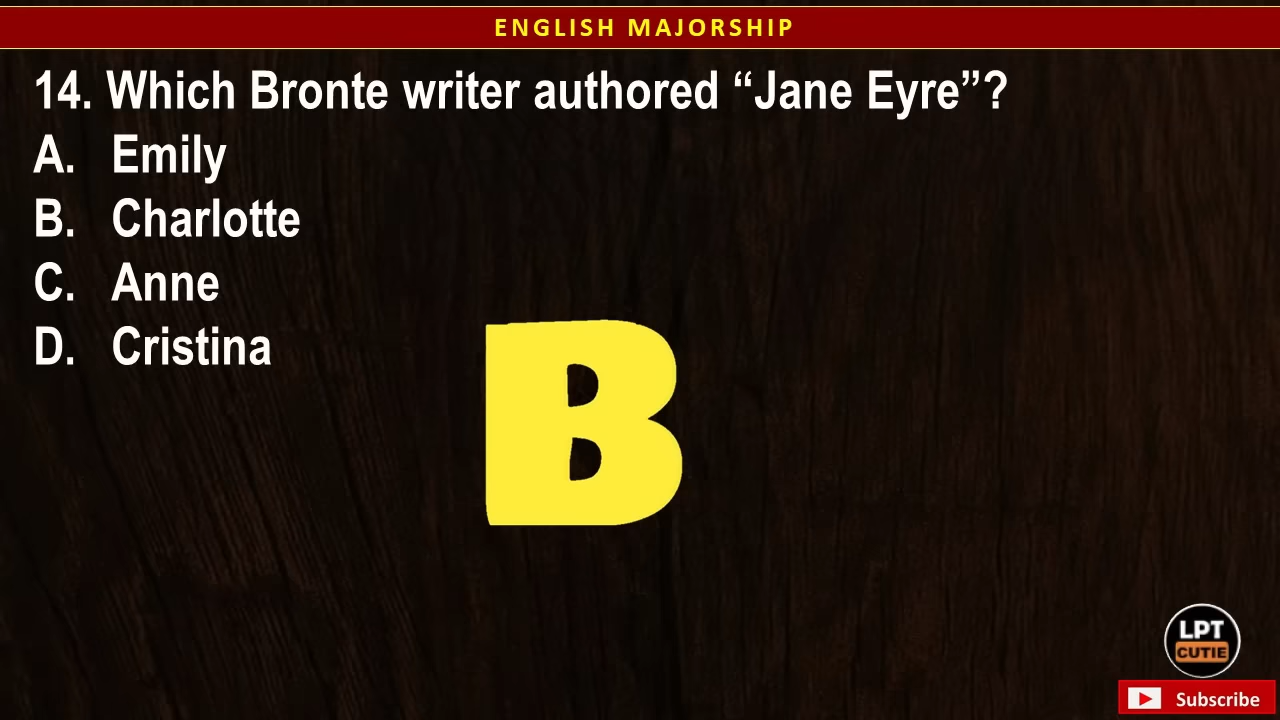 ENGLISH MAJORSHIP
14. Which Bronte writer authored “Jane Eyre”?
A. Emily
B. Charlotte
C. Anne
D. Cristina
B
LPT
CUTIE
Subscribe